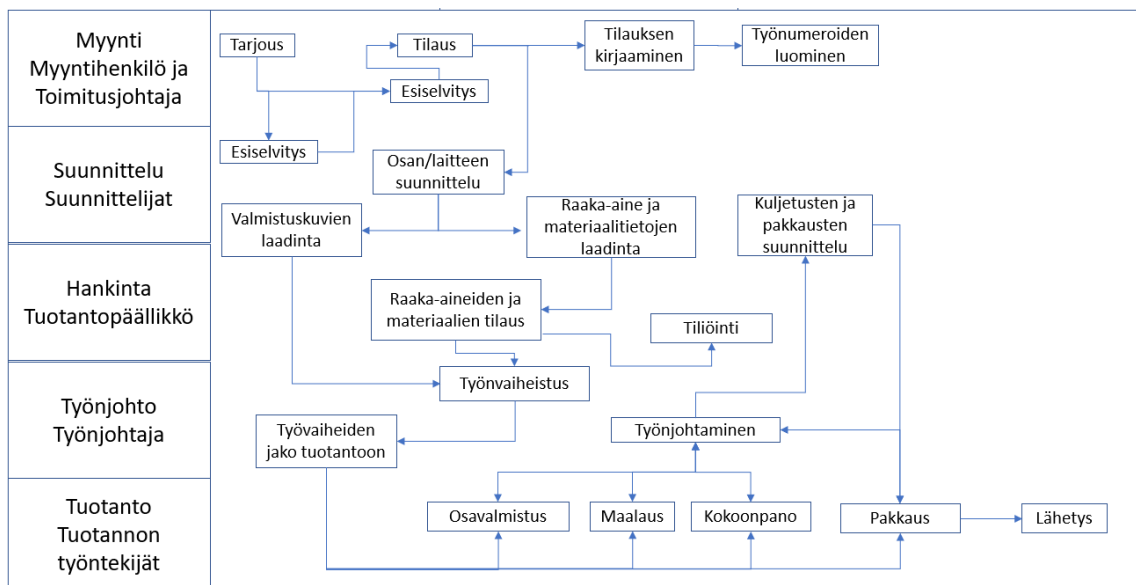 Myynti
Myyntihenkilö ja
Toimitusjohtaja
Tarjous
Tilaus
Tilauksen
kirjaaminen
Työnumeroiden
luominen
Esiselvitys
Esiselvitys
Suunnittelu
Suunnittelijat
Osan/laitteen
suunnittelu
Valmistuskuvien
laadinta
Raaka-aine ja
materiaalitietojen
laadinta
Kuljetusten ja
pakkausten
suunnittelu
Hankinta
Tuotantopäällikkö
Raaka-aineiden ja
materiaalien tilaus
Tiliöinti
Työnvaiheistus
Työnjohto
Työnjohtaja
Työvaiheiden
jako tuotantoon
Työnjohtaminen
Tuotanto
Tuotannon
työntekijät
Osavalmistus
Maalaus
Kokoonpano
Pakkaus
Lähetys